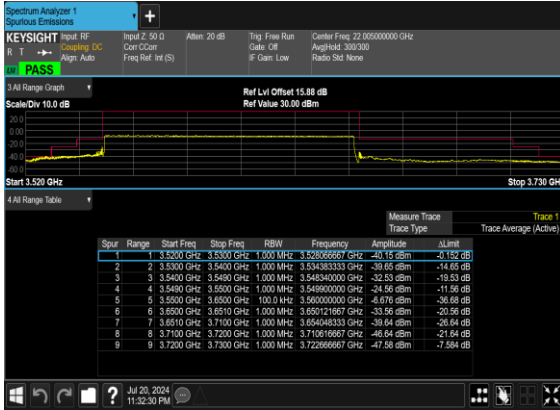 Spectrum Analyzer 1
Spurious Emissions
+
KEYSIGHT Input: RF Input Z: 50 Ω Atten: 20 dB Trig: Free Run Center Freq: 22.005000000 GHz
R T Coupling: DC Corr CCorr Gate: Off Avg|Hold: 300/300
Align: Auto Freq Ref: Int (S) IF Gain: Low Radio Std: None
PASS
3 All Range Graph Ref Lvl Offset 15.88 dB
Scale/Div 10.0 dB Ref Value 30.00 dBm
20.0
0.00
-20.0
-40.0
-60.0
Start 3.520 GHz Stop 3.730 GH
4 All Range Table
Measure Trace Trace 1
Trace Type Trace Average (Active)
Spur Range Start Freq Stop Freq RBW Frequency Amplitude ΔLimit
1 1 3.5200 GHz 3.5300 GHz 1.000 MHz 3.528066667 GHz -40.15 dBm -0.152 dB
2 2 3.5300 GHz 3.5400 GHz 1.000 MHz 3.534383333 GHz -39.65 dBm -14.65 dB
3 3 3.5400 GHz 3.5490 GHz 1.000 MHz 3.548340000 GHz -32.53 dBm -19.53 dB
4 4 3.5490 GHz 3.5500 GHz 1.000 MHz 3.549900000 GHz -24.56 dBm -11.56 dB
5 5 3.5500 GHz 3.6500 GHz 100.0 kHz 3.560000000 GHz -6.676 dBm -36.68 dB
6 6 3.6500 GHz 3.6510 GHz 1.000 MHz 3.650121667 GHz -33.56 dBm -20.56 dB
7 7 3.6510 GHz 3.7100 GHz 1.000 MHz 3.654048333 GHz -39.64 dBm -26.64 dB
8 8 3.7100 GHz 3.7200 GHz 1.000 MHz 3.710616667 GHz -46.64 dBm -21.64 dB
9 9 3.7200 GHz 3.7300 GHz 1.000 MHz 3.722666667 GHz -47.58 dBm -7.584 dB
? Jul 20, 2024
11:32:30 PM